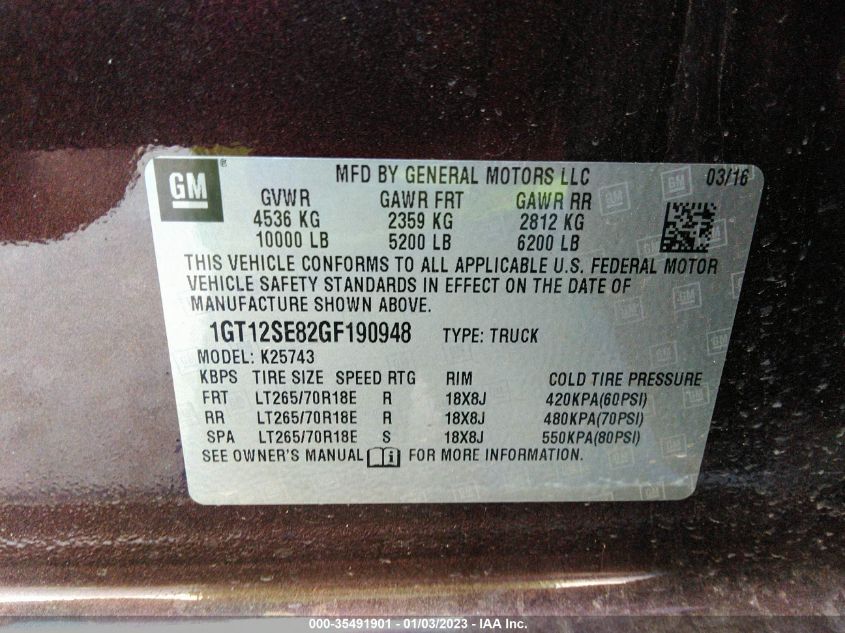 GM ®
MFD BY GENERAL MOTORS LLC 03/16
GVWR GAWR FRT GAWR RR
4536 KG 2359 KG 2812 KG
10000 LB 5200 LB 6200 LB
THIS VEHICLE CONFORMS TO ALL APPLICABLE U.S. FEDERAL MOTOR
VEHICLE SAFETY STANDARDS IN EFFECT ON THE DATE OF
MANUFACTURE SHOWN ABOVE.
1GT12SE82GF190948 TYPE: TRUCK
MODEL: K25743
KBPS TIRE SIZE SPEED RTG RIM COLD TIRE PRESSURE
FRT LT265/70R18E R 18X8J 420KPA(60PSI)
RR LT265/70R18E R 18X8J 480KPA(70PSI)
SPA LT265/70R18E S 18X8J 550KPA(80PSI)
SEE OWNER'S MANUAL i FOR MORE INFORMATION.
000-35491901 - 01/03/2023 - IAA Inc.